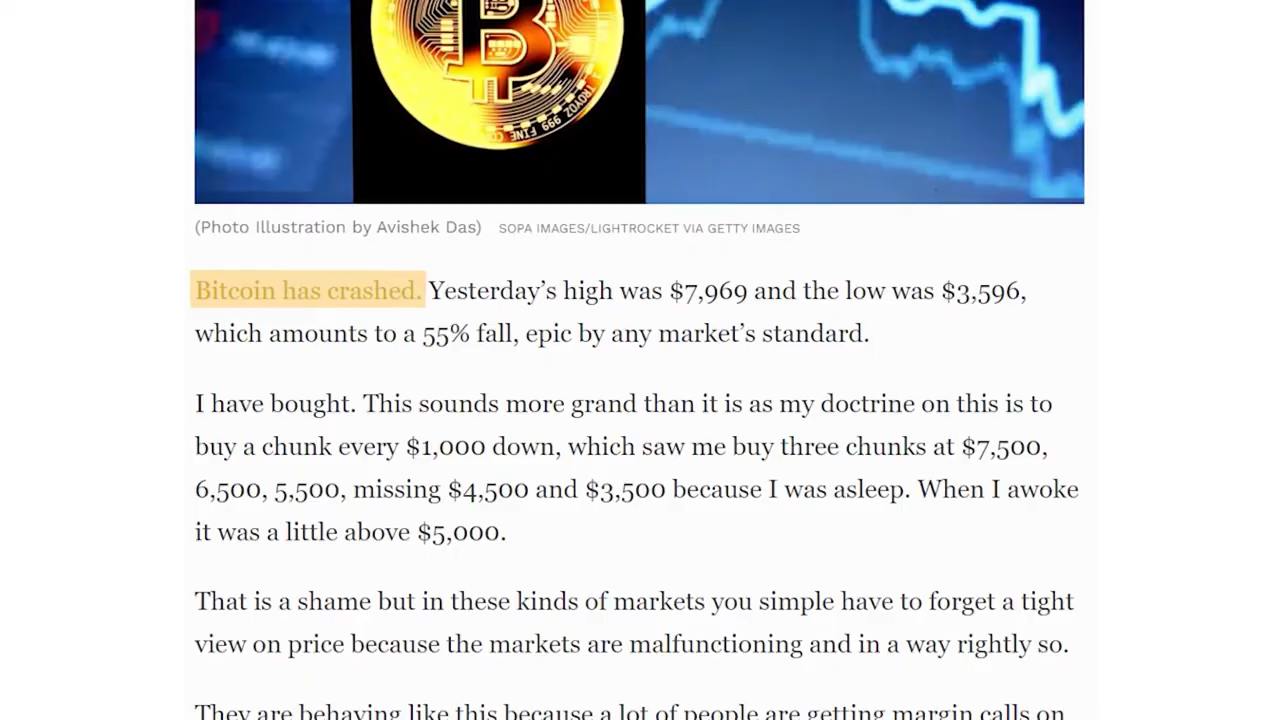 FINE 999
(Photo Illustration by Avishek Das) SOPA IMAGES/LIGHTROCKET VIA GETTY IMAGES
Bitcoin has crashed. Yesterday’s high was $7,969 and the low was $3,596,
which amounts to a 55% fall, epic by any market’s standard.
I have bought. This sounds more grand than it is as my doctrine on this is to
buy a chunk every $1,000 down, which saw me buy three chunks at $7,500,
6,500, 5,500, missing $4,500 and $3,500 because I was asleep. When I awoke
it was a little above $5,000.
That is a shame but in these kinds of markets you simple have to forget a tight
view on price because the markets are malfunctioning and in a way rightly so.
They are behaving like this because a lot of people are getting margin calls on